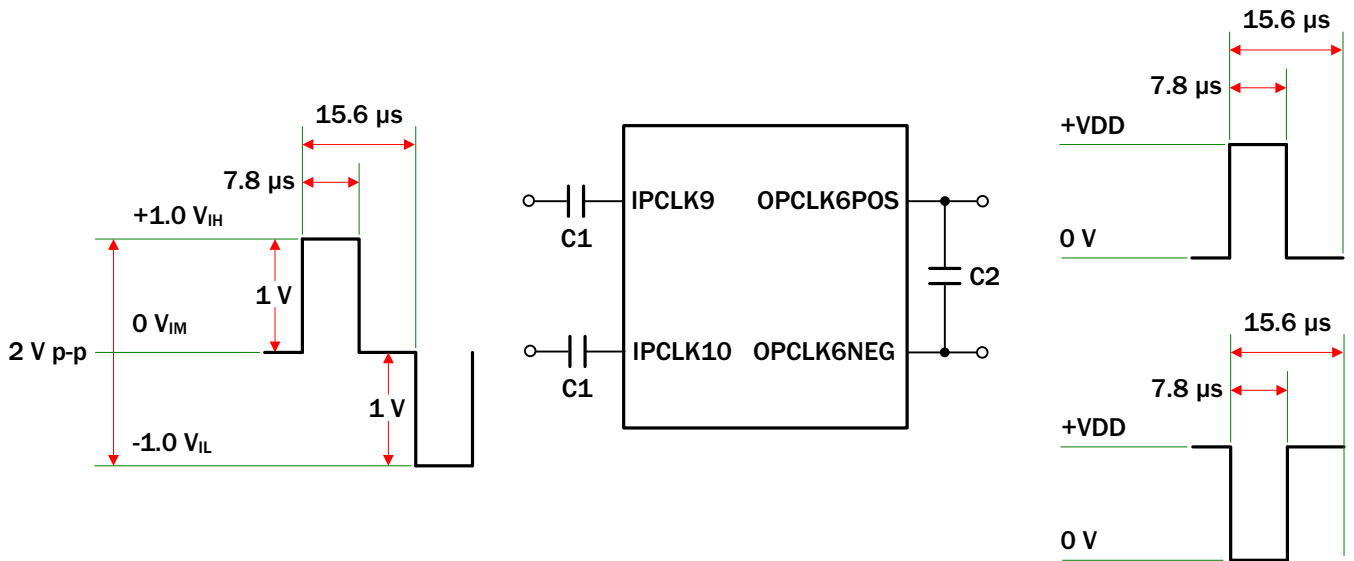 15.6 µs
7.8 µs
+1.0 VIH
1 V
0 VIM
2 V p-p
1 V
-1.0 VIL
IPCLK9 OPCLK6POS
C1
C2
IPCLK10 OPCLK6NEG
C1
15.6 µs
7.8 µs
+VDD
0 V
15.6 µs
7.8 µs
+VDD
0 V